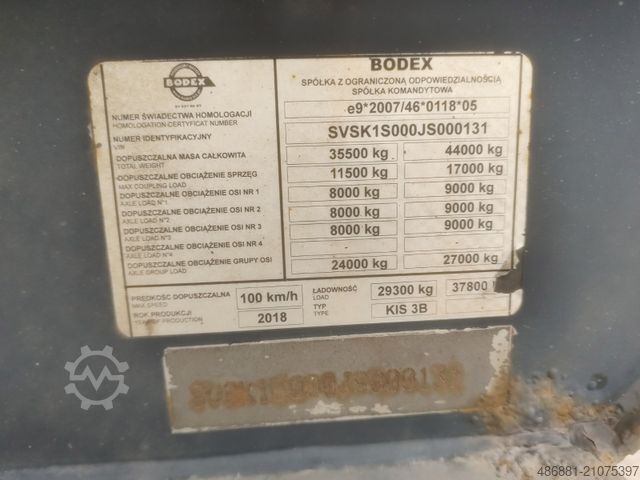 BODEX
BODEX
SPÓŁKA Z OGRANICZONĄ ODPOWIEDZIALNOŚCIĄ
SPÓŁKA KOMANDYTOWA
NUMER ŚWIADECTWA HOMOLOGACJI e9*2007/46*0118*05
HOMOLOGATION CERTIFICAT NUMBER
NUMER IDENTYFIKACYJNY SVSK1S000JS000131
VIN
DOPUSZCZALNA MASA CAŁKOWITA 35500 kg 44000 kg
TOTAL WEIGHT
DOPUSZCZALNE OBCIĄŻENIE SPRZĘG 11500 kg 17000 kg
MAX COUPLING LOAD
DOPUSZCZALNE OBCIĄŻENIE OSI NR 1 8000 kg 9000 kg
AXLE LOAD N°1
DOPUSZCZALNE OBCIĄŻENIE OSI NR 2 8000 kg 9000 kg
AXLE LOAD N°2
DOPUSZCZALNE OBCIĄŻENIE OSI NR 3 8000 kg 9000 kg
AXLE LOAD N°3
DOPUSZCZALNE OBCIĄŻENIE OSI NR 4
AXLE LOAD N°4
DOPUSZCZALNE OBCIĄŻENIE GRUPY OSI 24000 kg 27000 kg
AXLE GROUP LOAD
PRĘDKOŚĆ DOPUSZCZALNA 100 km/h ŁADOWNOŚĆ 29300 kg 37800
MAX SPEED LOAD
ROK PRODUKCJI 2018 TYP KIS 3B
YEAR OF PRODUCTION TYPE
486881-21075397